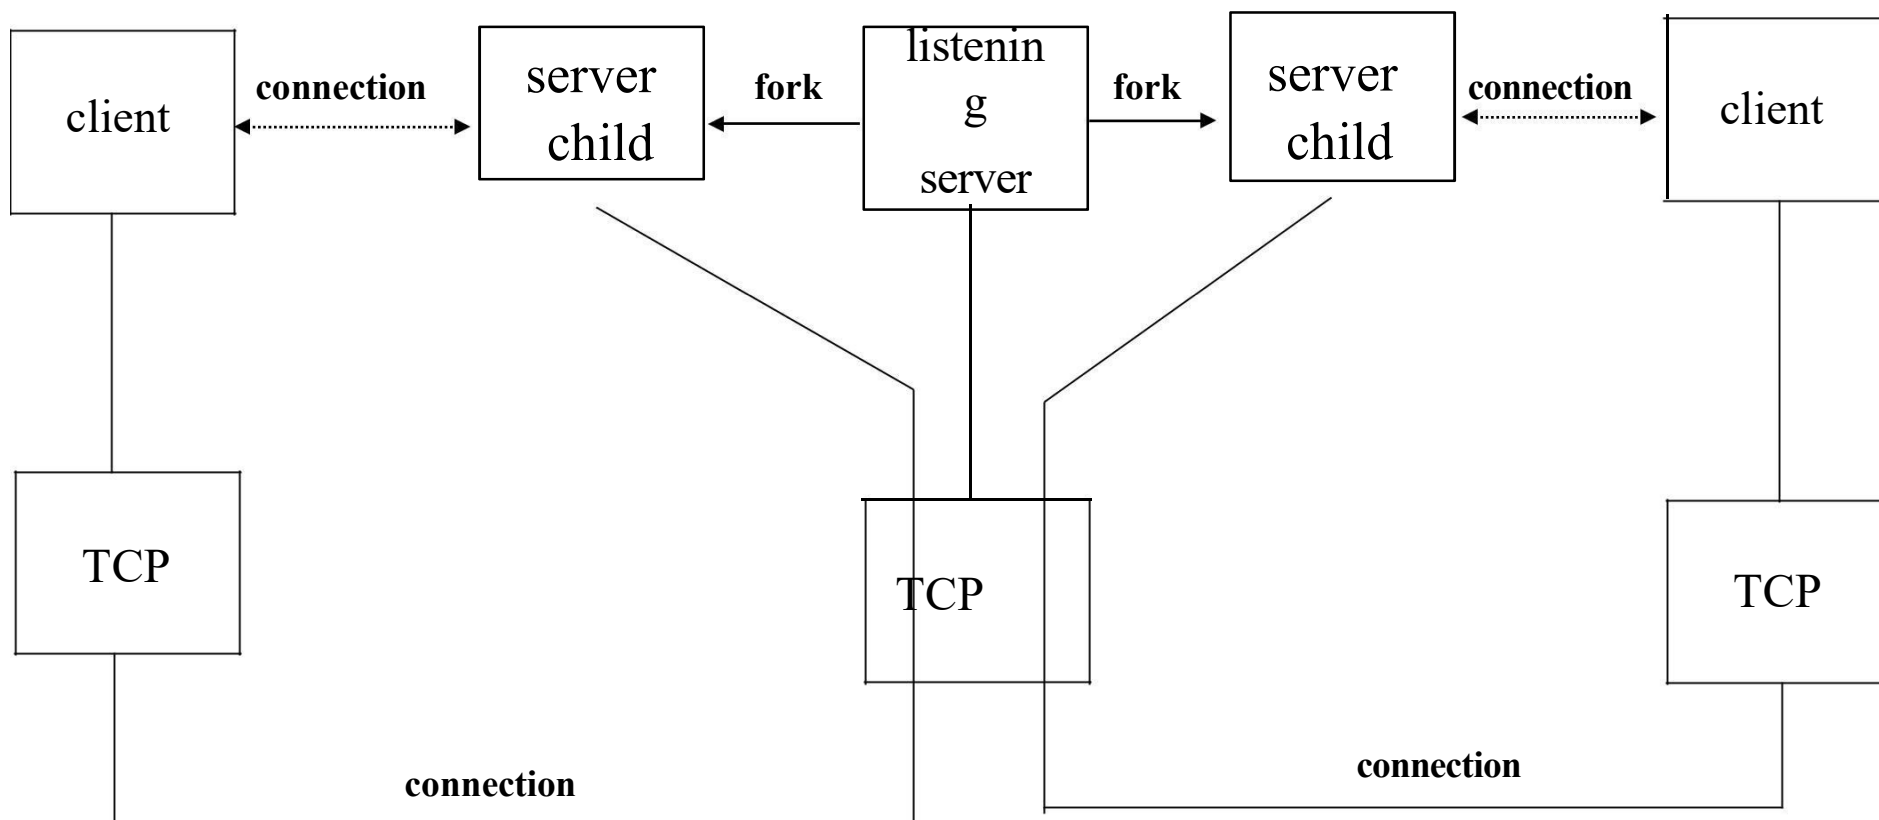 client
connection
server
child
fork
listenin
g
server
fork
server
child
connection
client
TCP
TCP
TCP
connection
connection